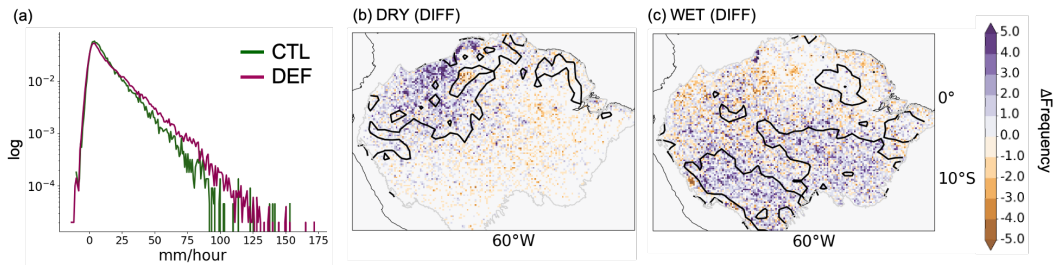 (a)
(b) DRY (DIFF)
(c) WET (DIFF)
CTL
DEF
log
10⁻²
10⁻³
10⁻⁴
0
25
50
75
100
125
150
175
mm/hour
60°W
60°W
0°
10°S
5.0
4.0
3.0
2.0
1.0
0.0
-1.0
-2.0
-3.0
-4.0
-5.0
ΔFrequency